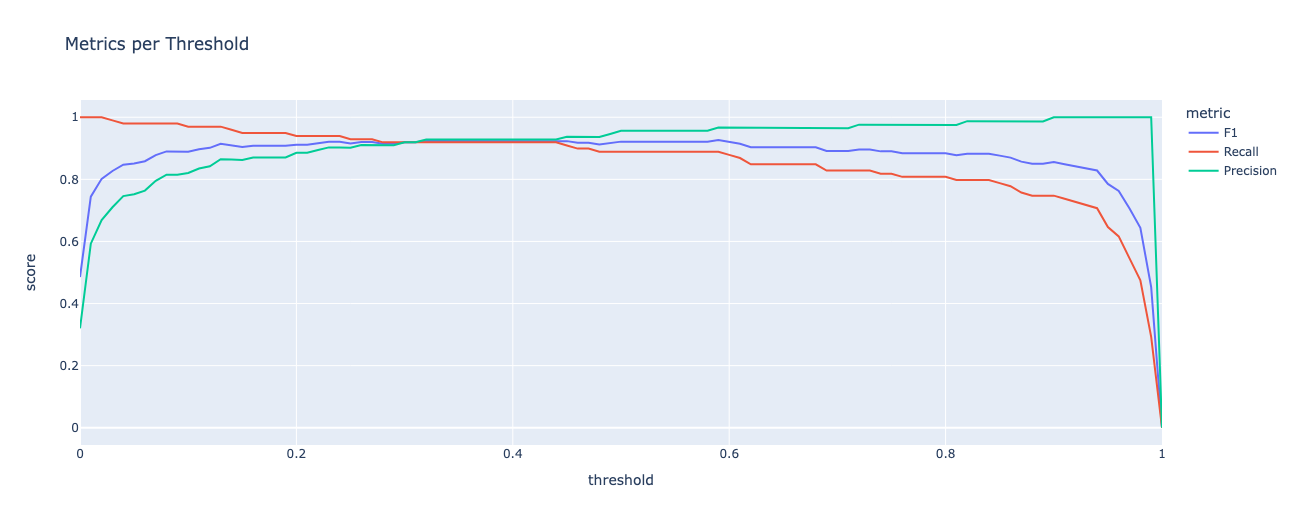 Metrics per Threshold
metric
F1
Recall
Precision
score
1
0.8
0.6
0.4
0.2
0
0 0.2 0.4 0.6 0.8 1
threshold